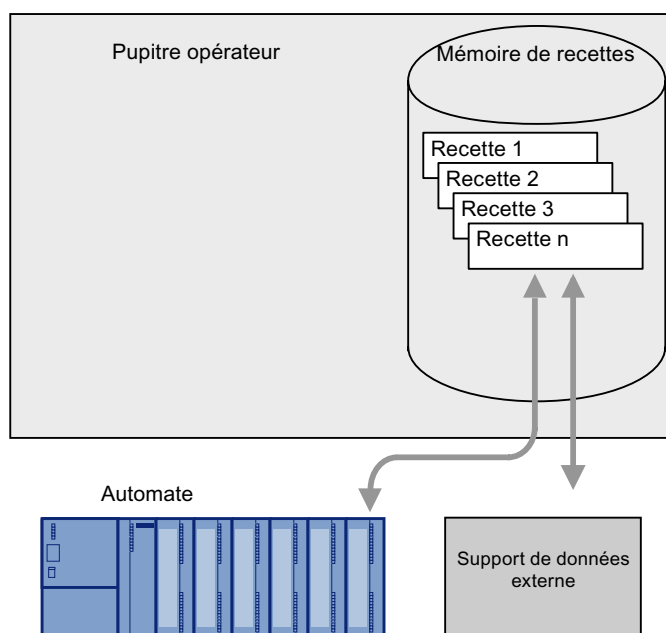 Pupitre opérateur
Mémoire de recettes
Recette 1
Recette 2
Recette 3
Recette n
Automate
Support de données
externe